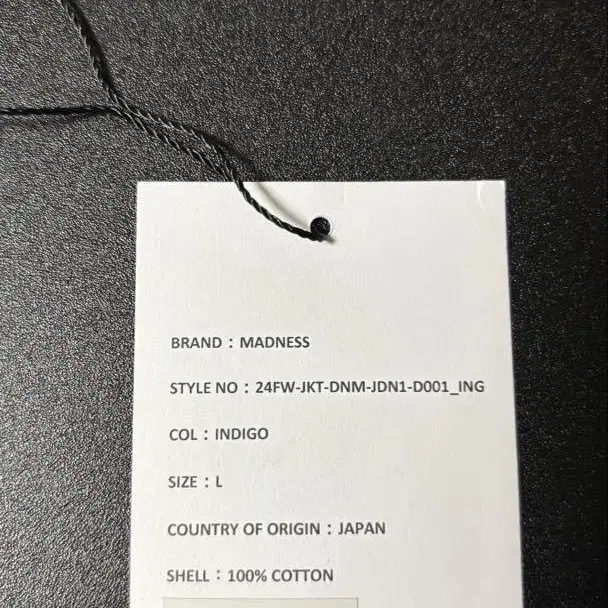 BRAND : MADNESS
STYLE NO : 24FW-JKT-DNM-JDN1-D001_ING
COL : INDIGO
SIZE : L
COUNTRY OF ORIGIN : JAPAN
SHELL : 100% COTTON